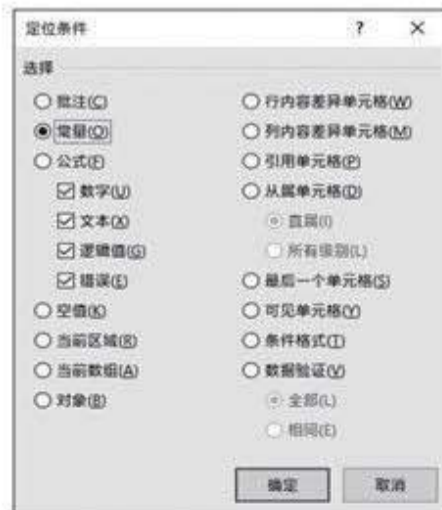 定位条件 ? ×
选择
批注(C)
常量(O)
公式(F)
数字(U)
文本(X)
逻辑值(G)
错误(E)
空值(K)
当前区域(R)
当前数组(A)
对象(B)
行内容差异单元格(W)
列内容差异单元格(M)
引用单元格(P)
从属单元格(D)
直属(I)
所有级别(L)
最后一个单元格(S)
可见单元格(Y)
条件格式(T)
数据验证(V)
全部(L)
相同(E)
确定
取消